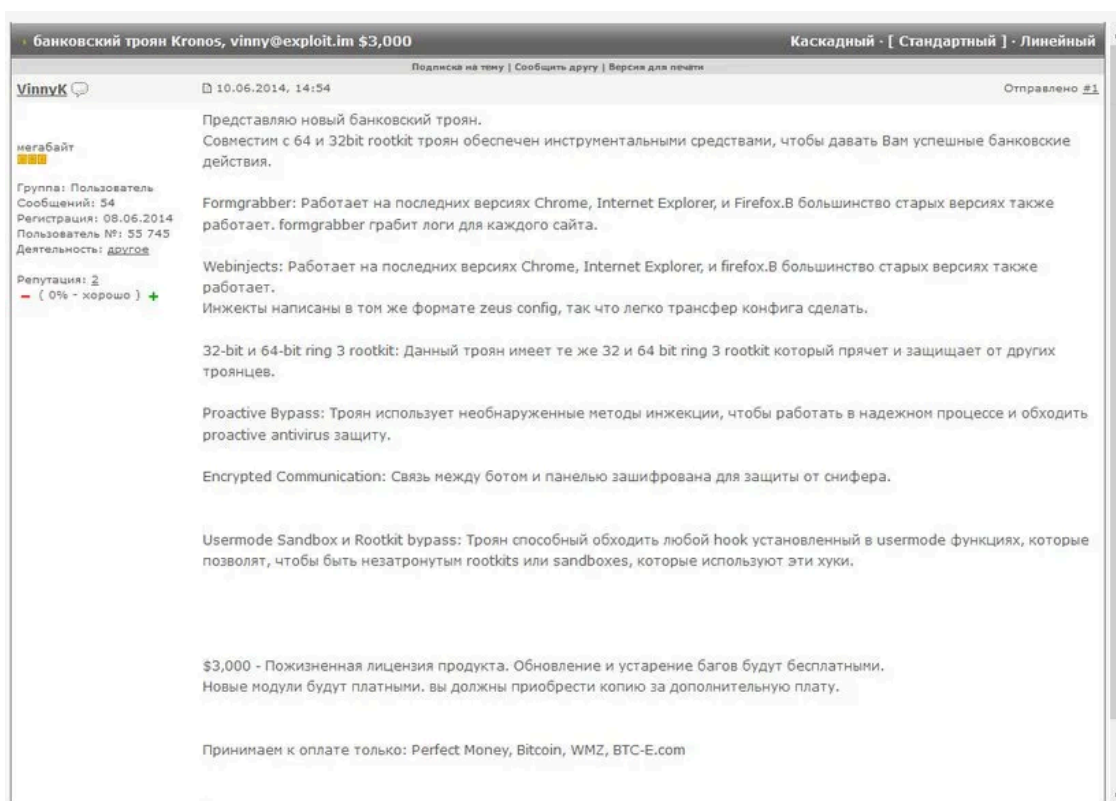 банковский троян Kronos, vinny@exploit.im $3,000
Каскадный · [ Стандартный ] · Линейный
Подписка на тему | Сообщить другу | Версия для печати
VinnyK
10.06.2014, 14:54
Отправлено #1
мегабайт
Группа: Пользователь
Сообщений: 54
Регистрация: 08.06.2014
Пользователь №: 55 745
Деятельность: другое
Репутация: 2
− ( 0% - хорошо ) +
Представляю новый банковский троян.
Совместим с 64 и 32bit rootkit троян обеспечен инструментальными средствами, чтобы давать Вам успешные банковские
действия.
Formgrabber: Работает на последних версиях Chrome, Internet Explorer, и Firefox.В большинство старых версиях также
работает. formgrabber грабит логи для каждого сайта.
Webinjects: Работает на последних версиях Chrome, Internet Explorer, и firefox.В большинство старых версиях также
работает.
Инжекты написаны в том же формате zeus config, так что легко трансфер конфига сделать.
32-bit и 64-bit ring 3 rootkit: Данный троян имеет те же 32 и 64 bit ring 3 rootkit который прячет и защищает от других
троянцев.
Proactive Bypass: Троян использует необнаруженные методы инжекции, чтобы работать в надежном процессе и обходить
proactive antivirus защиту.
Encrypted Communication: Связь между ботом и панелью зашифрована для защиты от снифера.
Usermode Sandbox и Rootkit bypass: Троян способный обходить любой hook установленный в usermode функциях, которые
позволят, чтобы быть незатронутым rootkits или sandboxes, которые используют эти хуки.
$3,000 - Пожизненная лицензия продукта. Обновление и устарение багов будут бесплатными.
Новые модули будут платными. вы должны приобрести копию за дополнительную плату.
Принимаем к оплате только: Perfect Money, Bitcoin, WMZ, BTC-E.com